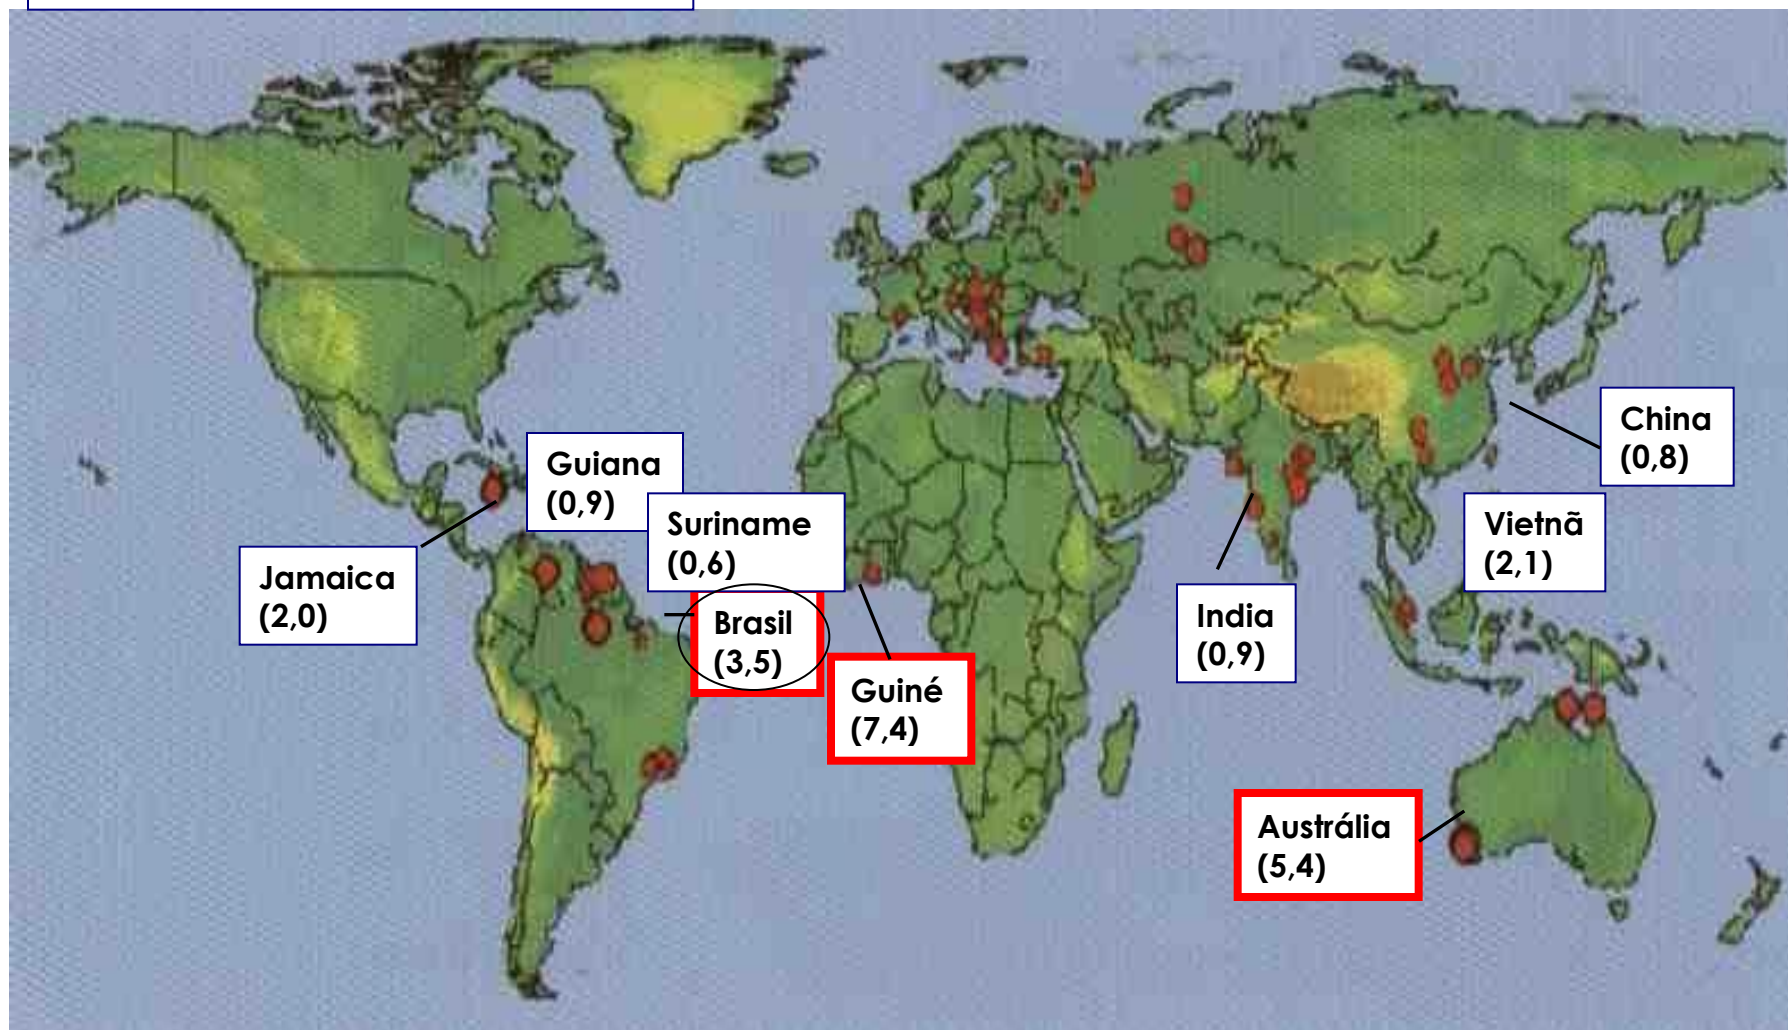 China
(0,8)
Guiana
(0,9)
Suriname
(0,6)
Vietnã
(2,1)
Jamaica
(2,0)
Brasil
(3,5)
India
(0,9)
Guiné
(7,4)
Austrália
(5,4)